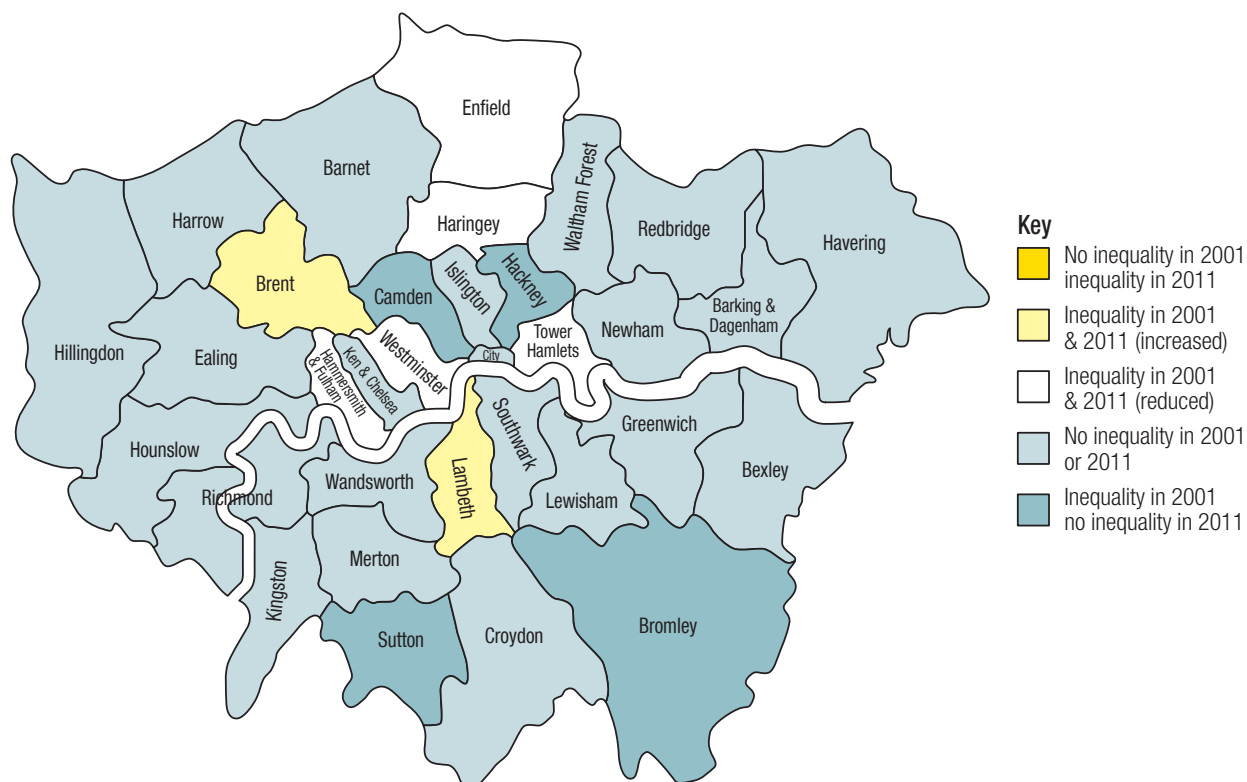 Enfield
Barnet
Waltham Forest
Harrow
Haringey
Redbridge
Havering
Brent
Camden
Islington
Hackney
Hillingdon
Ealing
Hammersmith
& Fulham
Ken & Chelsea
Westminster
City
Tower
Hamlets
Newham
Barking &
Dagenham
Hounslow
Richmond
Wandsworth
Lambeth
Southwark
Lewisham
Greenwich
Bexley
Kingston
Merton
Sutton
Croydon
Bromley
Key
No inequality in 2001
inequality in 2011
Inequality in 2001
& 2011 (increased)
Inequality in 2001
& 2011 (reduced)
No inequality in 2001
or 2011
Inequality in 2001
no inequality in 2011